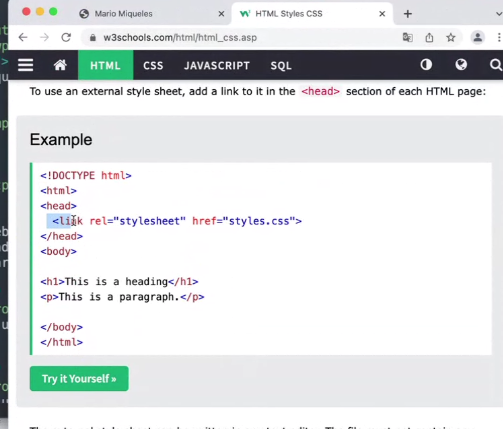 Mario Miqueles
HTML Styles CSS
w3schools.com/html/html_css.asp
HTML CSS JAVASCRIPT SQL
To use an external style sheet, add a link to it in the <head> section of each HTML page:
Example
<!DOCTYPE html>
<html>
<head>
<link rel="stylesheet" href="styles.css">
</head>
<body>
<h1>This is a heading</h1>
<p>This is a paragraph.</p>
</body>
</html>
Try it Yourself »